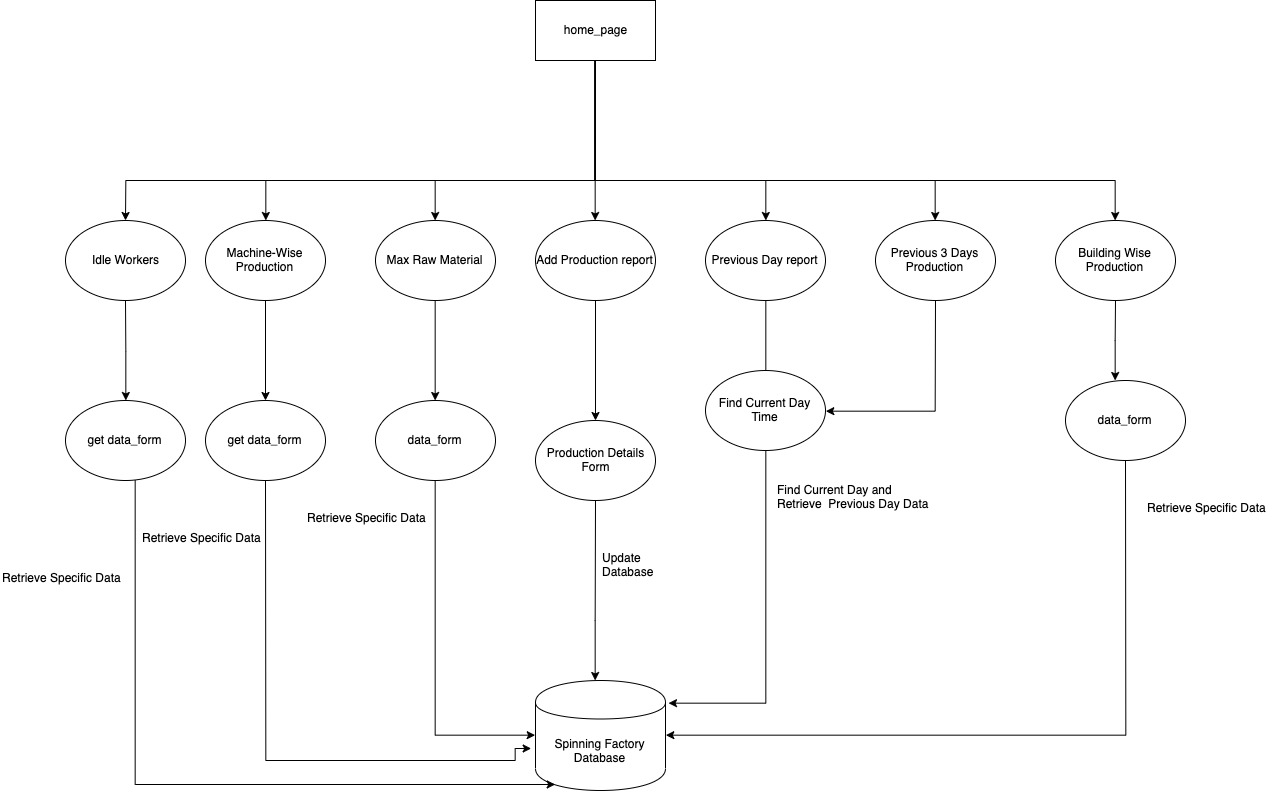 home_page
Idle Workers
Machine-Wise
Production
Max Raw Material
Add Production report
Previous Day report
Previous 3 Days
Production
Building Wise
Production
get data_form
get data_form
data_form
Production Details
Form
Find Current Day
Time
data_form
Retrieve Specific Data
Retrieve Specific Data
Retrieve Specific Data
Update
Database
Find Current Day and
Retrieve  Previous Day Data
Retrieve Specific Data
Spinning Factory
Database